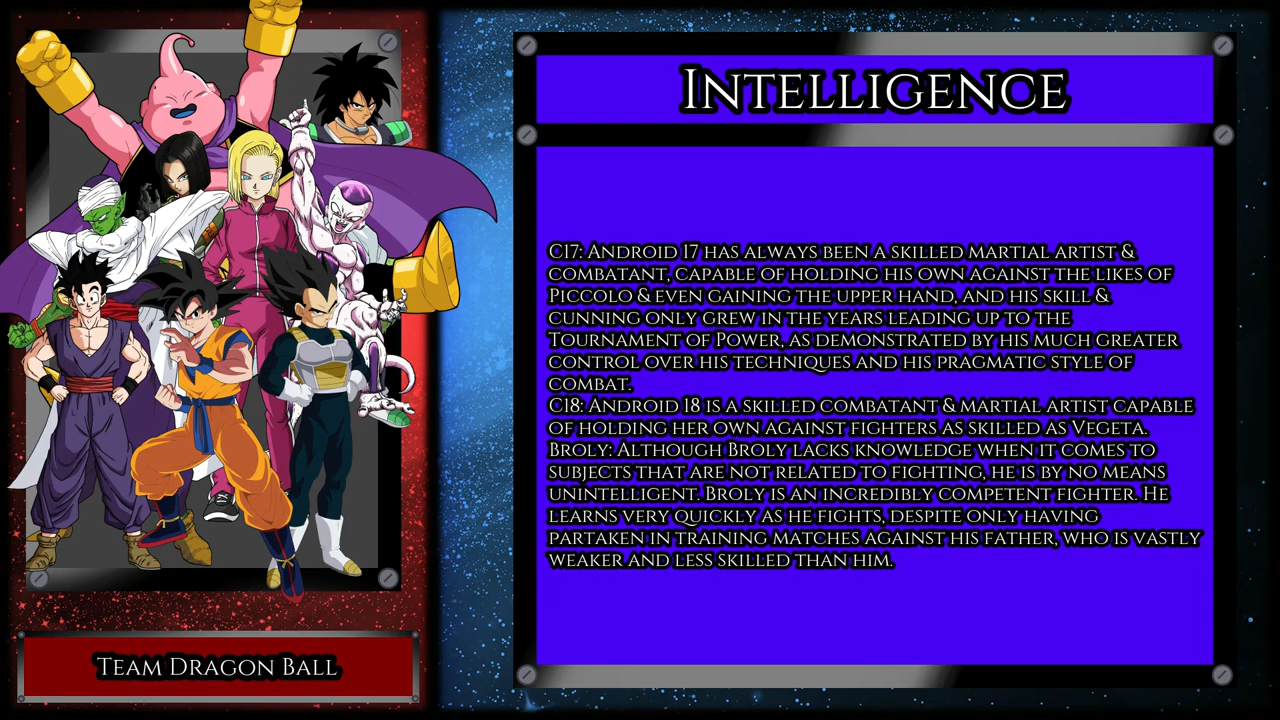 Intelligence
C17: Android 17 has always been a skilled martial artist &
combatant, capable of holding his own against the likes of
Piccolo & even gaining the upper hand, and his skill &
cunning only grew in the years leading up to the
Tournament of Power, as demonstrated by his much greater
control over his techniques and his pragmatic style of
combat.
C18: Android 18 is a skilled combatant & martial artist capable
of holding her own against fighters as skilled as Vegeta.
Broly: Although Broly lacks knowledge when it comes to
subjects that are not related to fighting, he is by no means
unintelligent. Broly is an incredibly competent fighter. He
learns very quickly as he fights, despite only having
partaken in training matches against his father, who is vastly
weaker and less skilled than him.
Team Dragon Ball